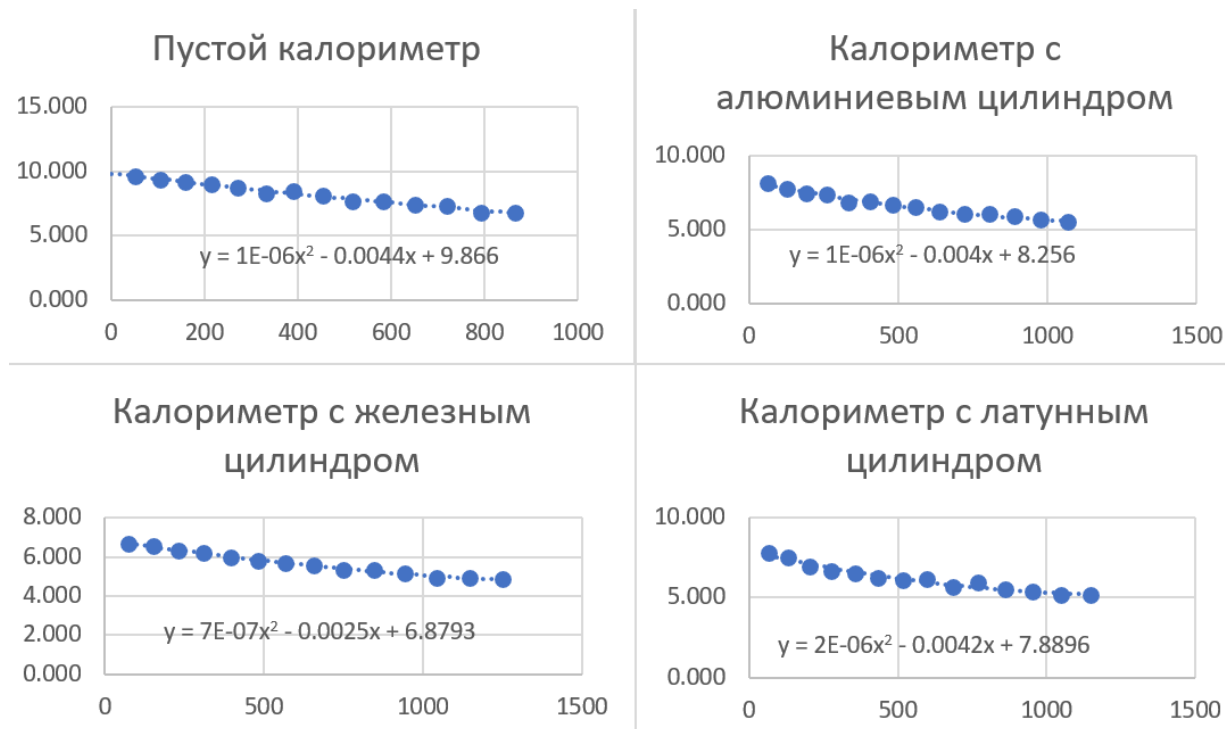 Пустой калориметр
15.000
10.000
5.000
0.000
y = 1E-06x² - 0.0044x + 9.866
0 200 400 600 800 1000
Калориметр с
алюминиевым цилиндром
10.000
5.000
0.000
y = 1E-06x² - 0.004x + 8.256
0 500 1000 1500
Калориметр с железным
цилиндром
8.000
6.000
4.000
2.000
0.000
y = 7E-07x² - 0.0025x + 6.8793
0 500 1000 1500
Калориметр с латунным
цилиндром
10.000
5.000
0.000
y = 2E-06x² - 0.0042x + 7.8896
0 500 1000 1500